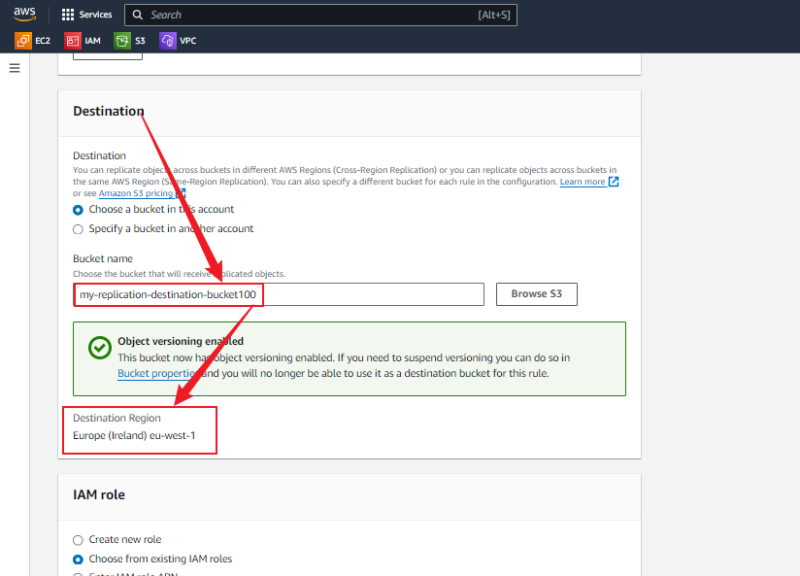 aws
Services
Search
[Alt+S]
EC2
IAM
S3
VPC
Destination
Destination
You can replicate objects across buckets in different AWS Regions (Cross-Region Replication) or you can replicate objects across buckets in
the same AWS Region (Same-Region Replication). You can also specify a different bucket for each rule in the configuration. Learn more
or see Amazon S3 pricing
Choose a bucket in this account
Specify a bucket in another account
Bucket name
Choose the bucket that will receive replicated objects.
my-replication-destination-bucket100
Browse S3
Object versioning enabled
This bucket now has object versioning enabled. If you need to suspend versioning you can do so in
Bucket properties and you will no longer be able to use it as a destination bucket for this rule.
Destination Region
Europe (Ireland) eu-west-1
IAM role
Create new role
Choose from existing IAM roles
Enter IAM role ARN